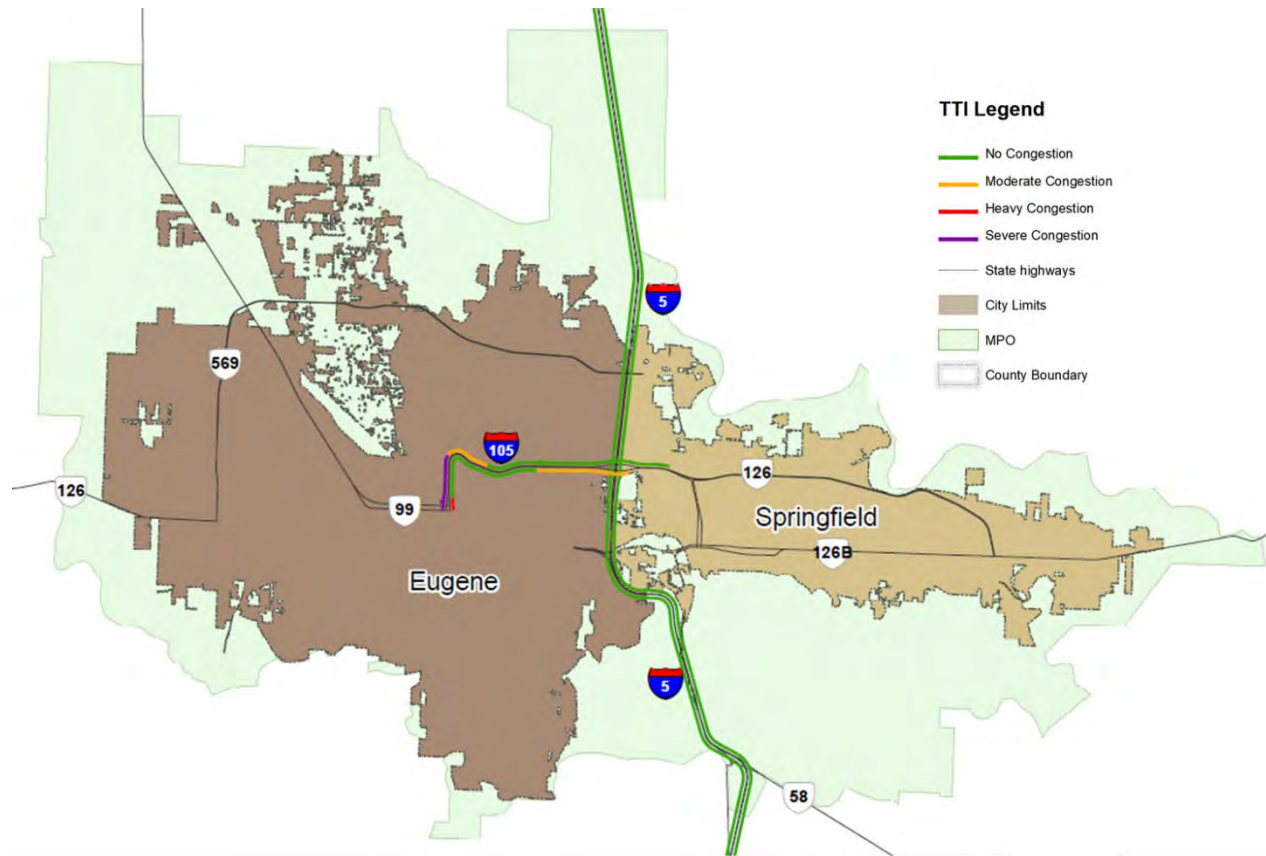 TTI Legend
No Congestion
Moderate Congestion
Heavy Congestion
Severe Congestion
State highways
City Limits
MPO
County Boundary
5
569
105
126
126
99
Springfield
126B
Eugene
5
58